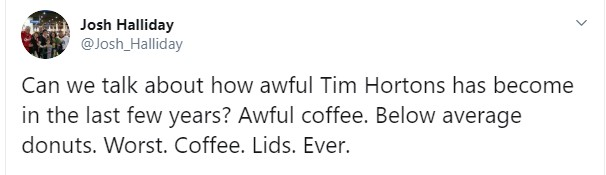 Josh Halliday
@Josh_Halliday
Can we talk about how awful Tim Hortons has become
in the last few years? Awful coffee. Below average
donuts. Worst. Coffee. Lids. Ever.